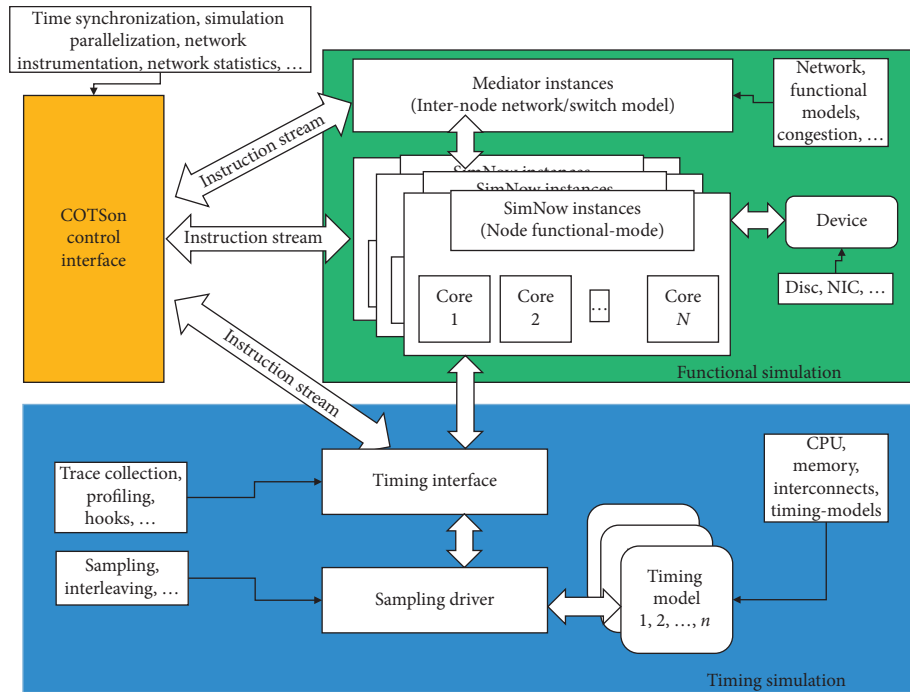 Time synchronization, simulation
parallelization, network
instrumentation, network statistics, …
Mediator instances
(Inter-node network/switch model)
Network,
functional
models,
congestion, …
Instruction stream
SimNow instances
SimNow instances
SimNow instances
(Node functional-mode)
COTSon
control
interface
Instruction stream
Device
Disc, NIC, …
Core
1
Core
2
…
Core
N
Instruction stream
Functional simulation
Trace collection,
profiling,
hooks, …
Timing interface
CPU,
memory,
interconnects,
timing-models
Sampling,
interleaving, …
Sampling driver
Timing
model
1, 2, …, n
Timing simulation